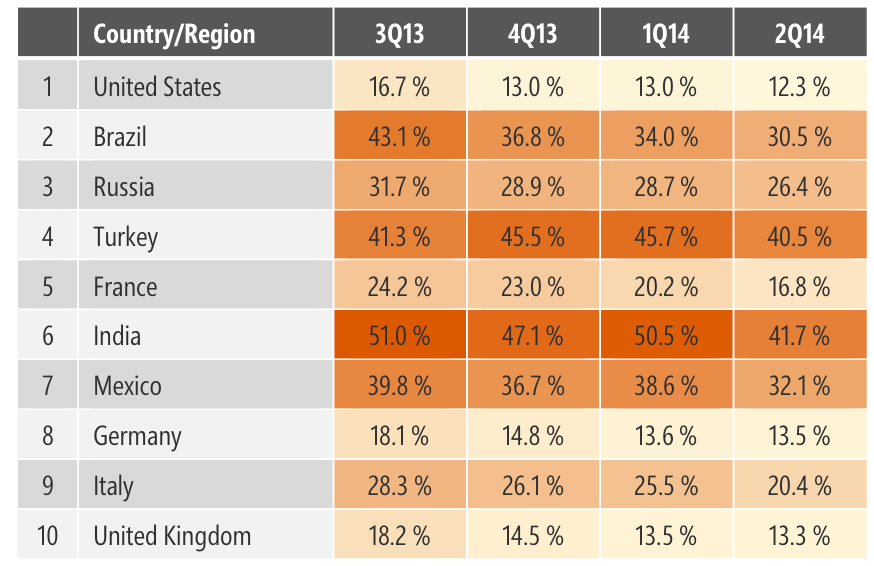 Country/Region 3Q13 4Q13 1Q14 2Q14
1 United States 16.7 % 13.0 % 13.0 % 12.3 %
2 Brazil 43.1 % 36.8 % 34.0 % 30.5 %
3 Russia 31.7 % 28.9 % 28.7 % 26.4 %
4 Turkey 41.3 % 45.5 % 45.7 % 40.5 %
5 France 24.2 % 23.0 % 20.2 % 16.8 %
6 India 51.0 % 47.1 % 50.5 % 41.7 %
7 Mexico 39.8 % 36.7 % 38.6 % 32.1 %
8 Germany 18.1 % 14.8 % 13.6 % 13.5 %
9 Italy 28.3 % 26.1 % 25.5 % 20.4 %
10 United Kingdom 18.2 % 14.5 % 13.5 % 13.3 %